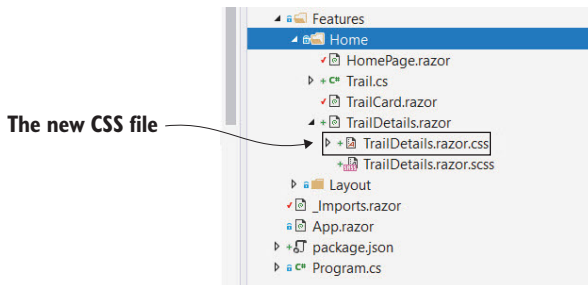 Features
Home
HomePage.razor
C# Trail.cs
TrailCard.razor
TrailDetails.razor
The new CSS file
TrailDetails.razor.css
TrailDetails.razor.scss
Layout
_Imports.razor
App.razor
package.json
C# Program.cs